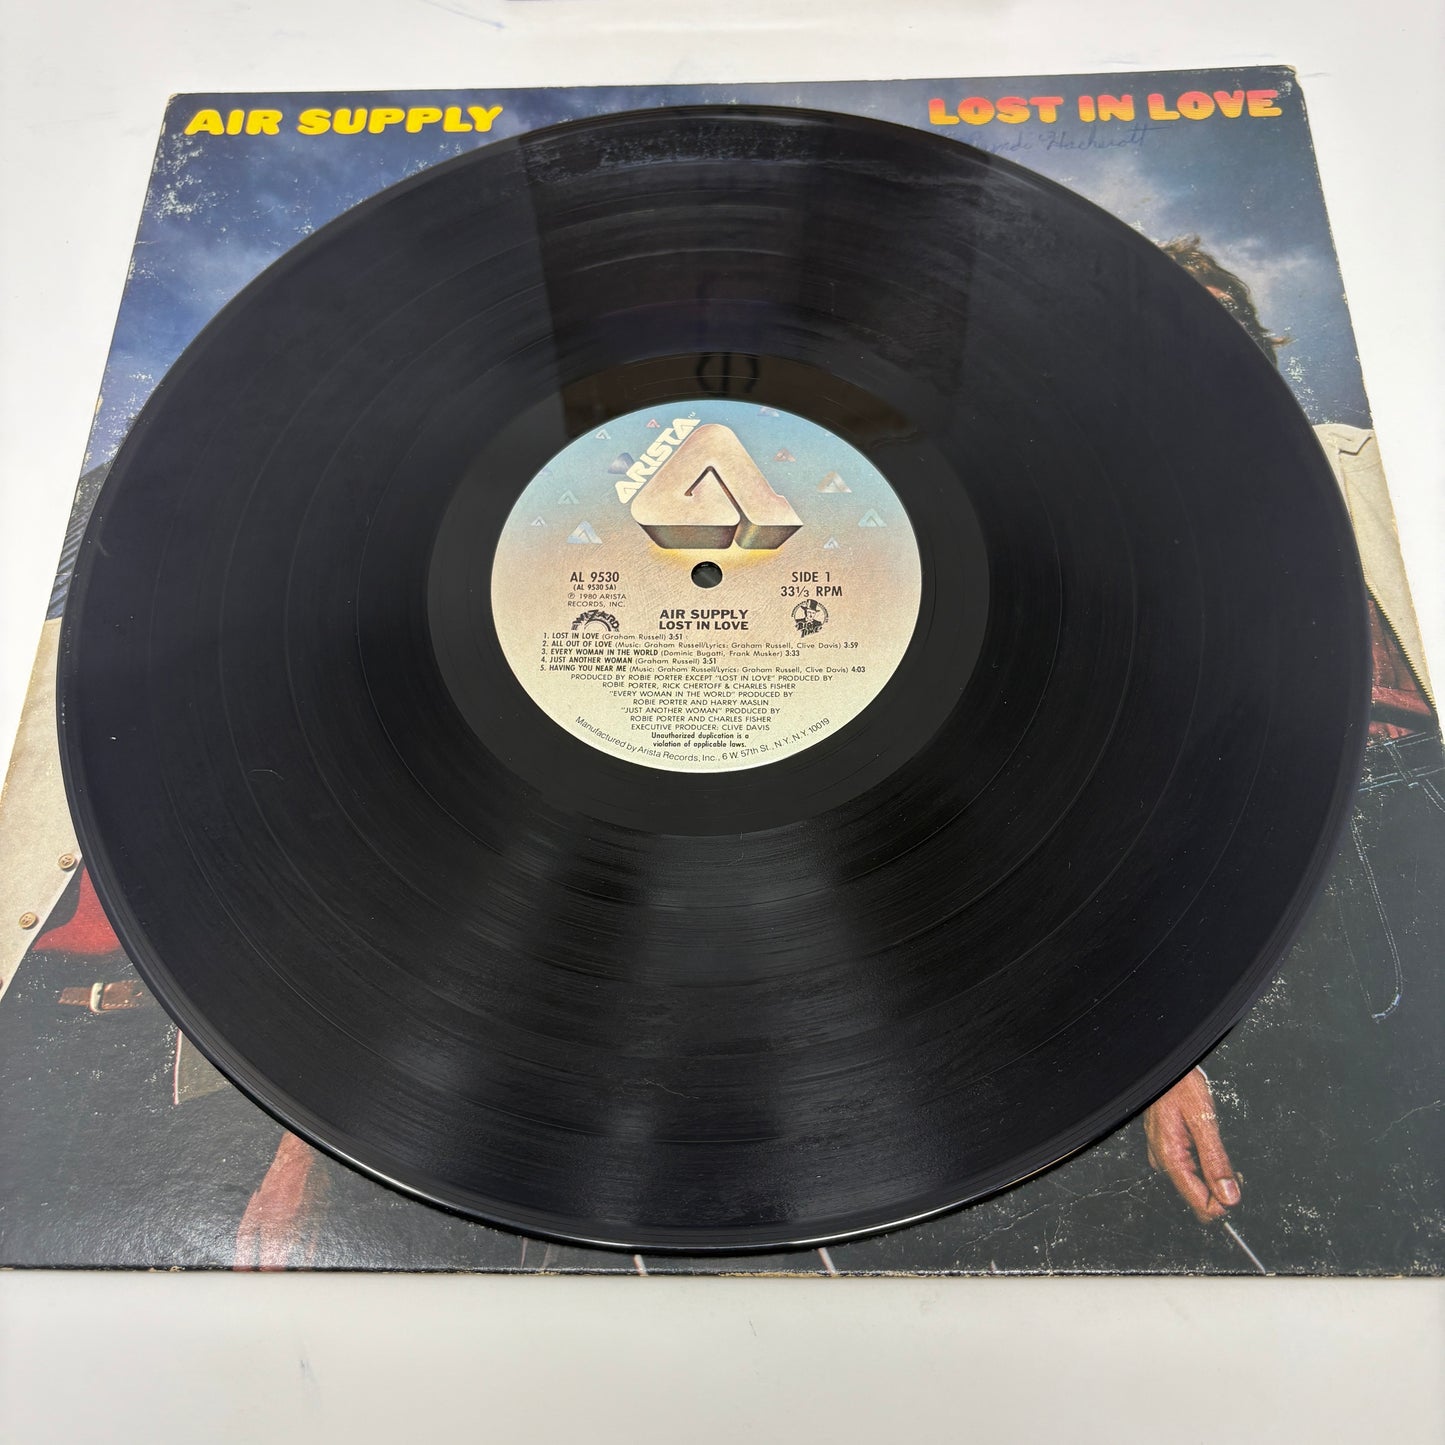 AIR SUPPLY
LOST IN LOVE
ARISTA
AL 9530
(AL 9530 SA)
℗ 1980 ARISTA
RECORDS, INC.
SIDE 1
33⅓ RPM
AIR SUPPLY
LOST IN LOVE
BIG
TIME
1. LOST IN LOVE (Graham Russell) 3:51
2. ALL OUT OF LOVE (Music: Graham Russell/Lyrics: Graham Russell, Clive Davis) 3:59
3. EVERY WOMAN IN THE WORLD (Dominic Bugatti, Frank Musker) 3:33
4. JUST ANOTHER WOMAN (Graham Russell) 3:51
5. HAVING YOU NEAR ME (Music: Graham Russell/Lyrics: Graham Russell, Clive Davis) 4:03
PRODUCED BY ROBIE PORTER EXCEPT "LOST IN LOVE" PRODUCED BY
ROBIE PORTER, RICK CHERTOFF & CHARLES FISHER
"EVERY WOMAN IN THE WORLD" PRODUCED BY
ROBIE PORTER AND HARRY MASLIN
"JUST ANOTHER WOMAN" PRODUCED BY
ROBIE PORTER AND CHARLES FISHER
EXECUTIVE PRODUCER: CLIVE DAVIS
Unauthorized duplication is a
violation of applicable laws.
Manufactured by Arista Records, Inc., 6 W. 57th St., N.Y., N.Y. 10019